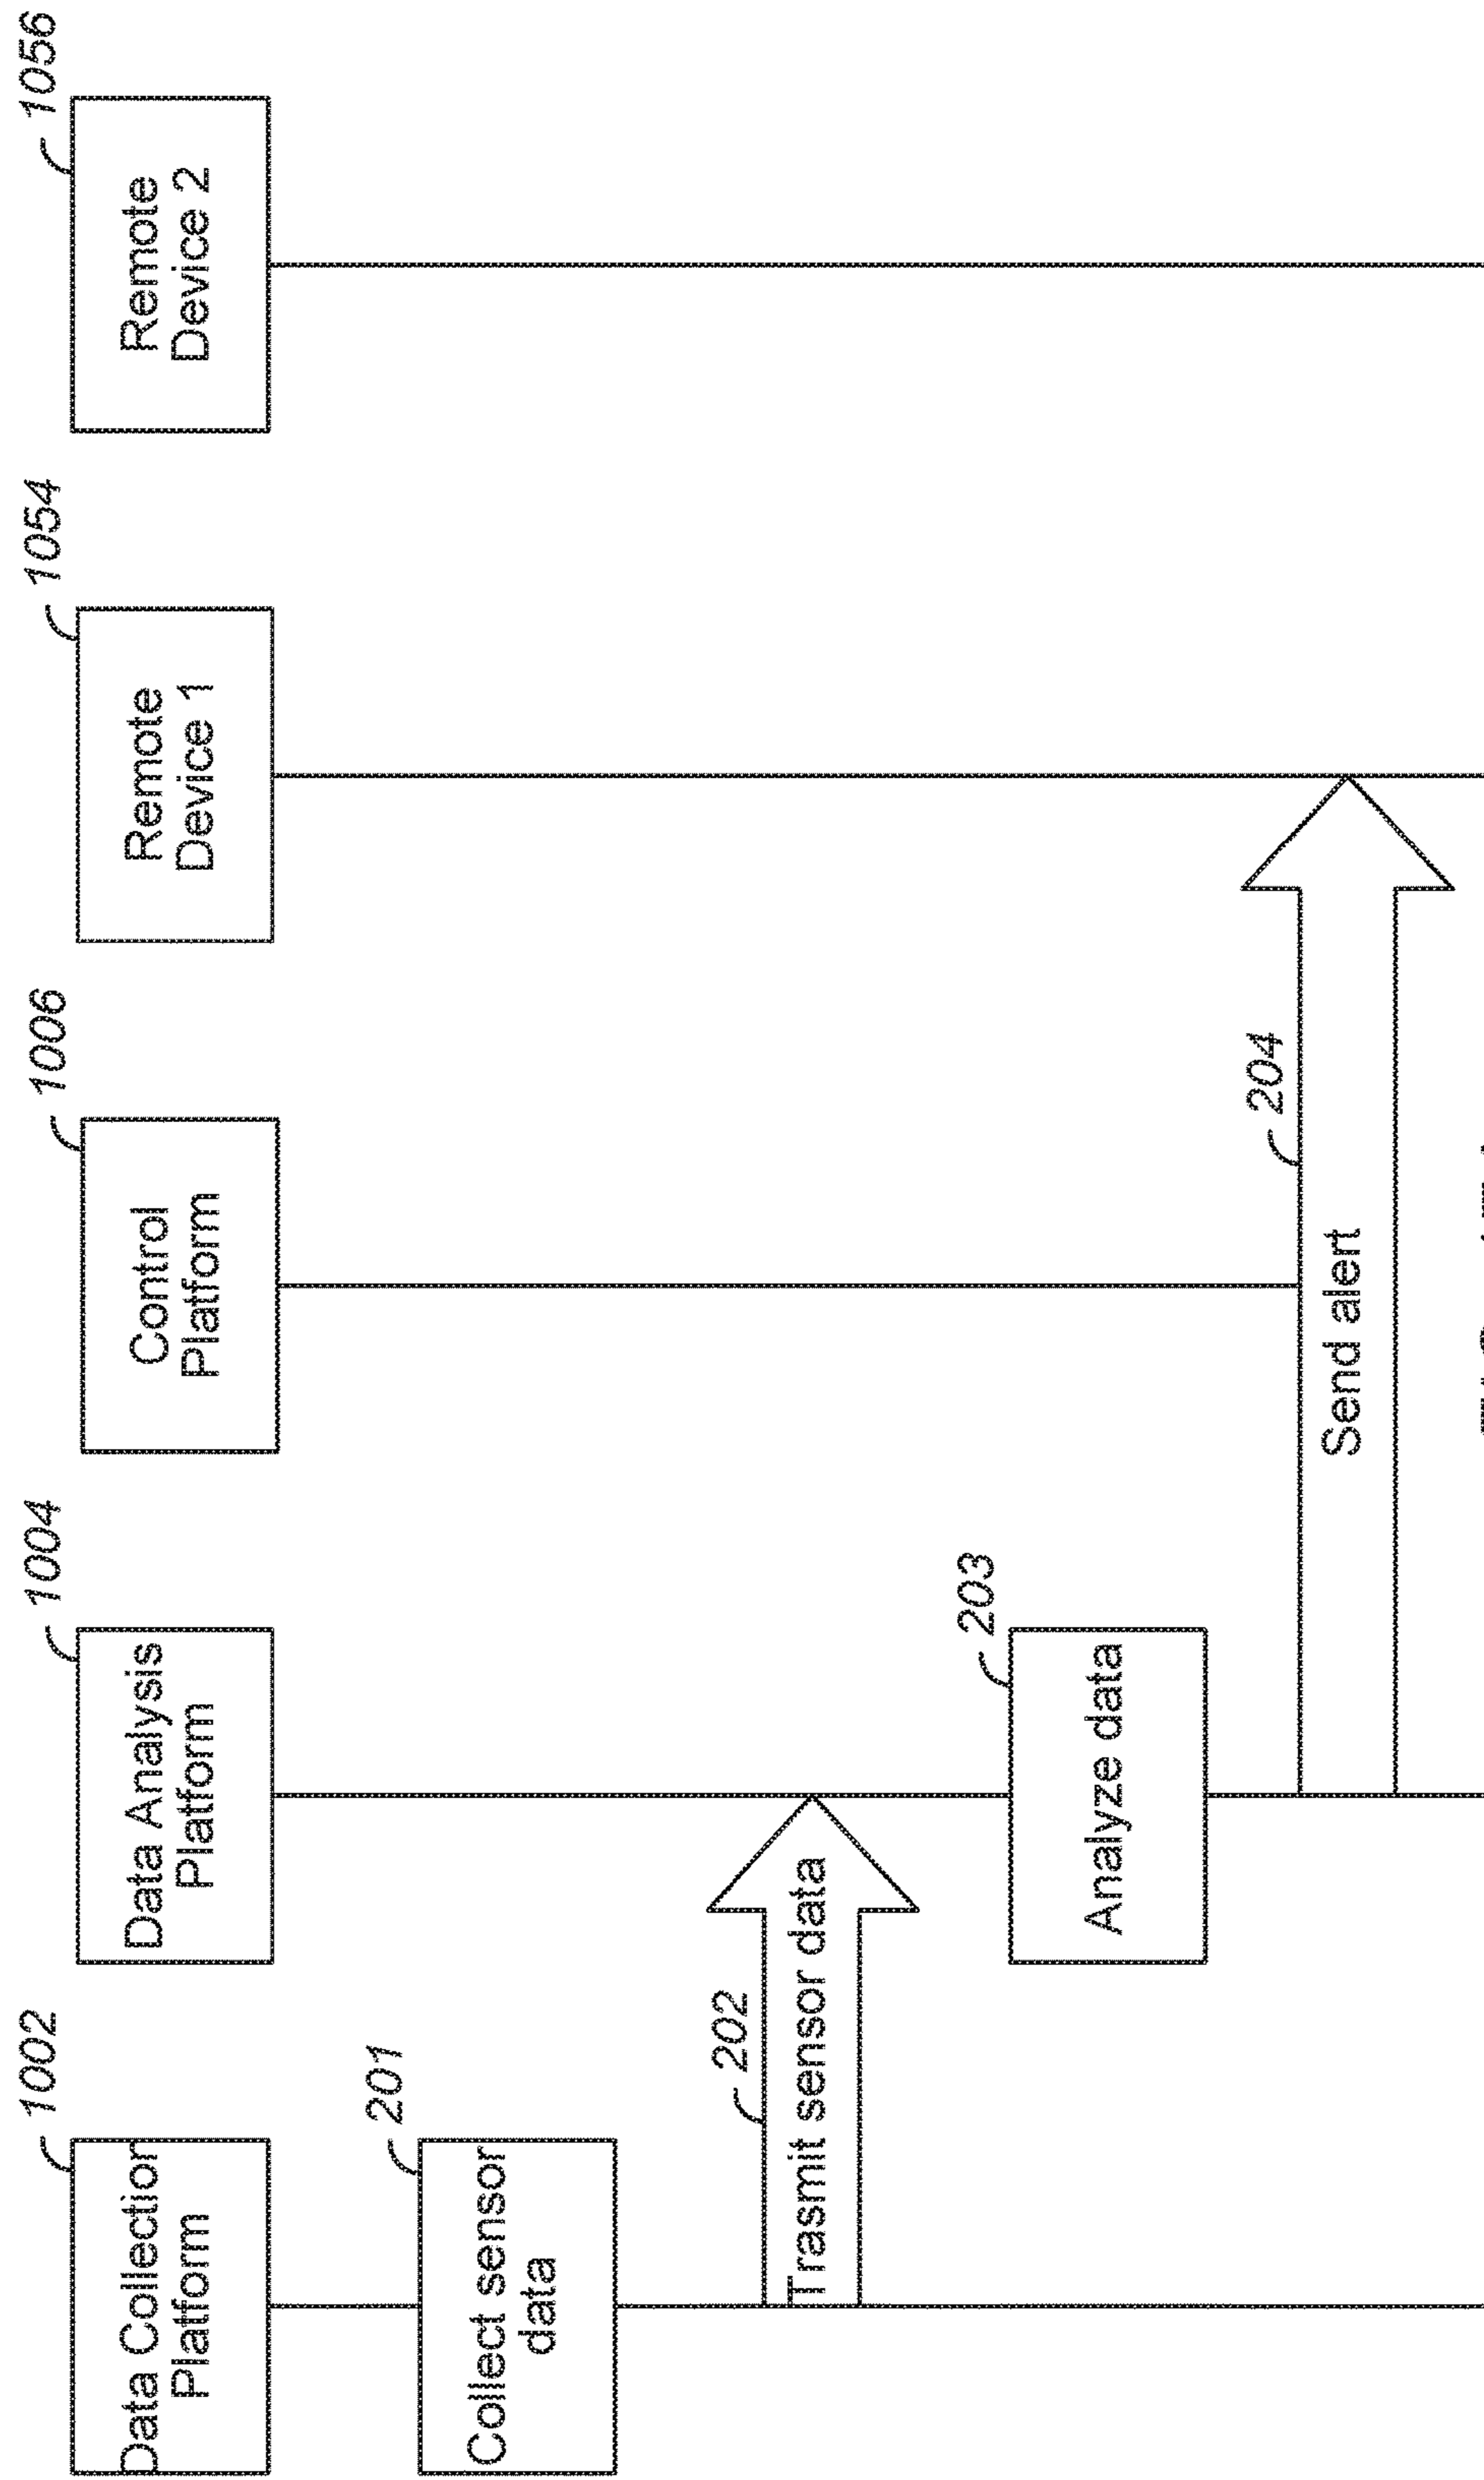 1002
Data Collection
Platform
1004
Data Analysis
Platform
1006
Control
Platform
1054
Remote
Device 1
1056
Remote
Device 2
201
Collect sensor
data
202
Trasmit sensor data
203
Analyze data
204
Send alert